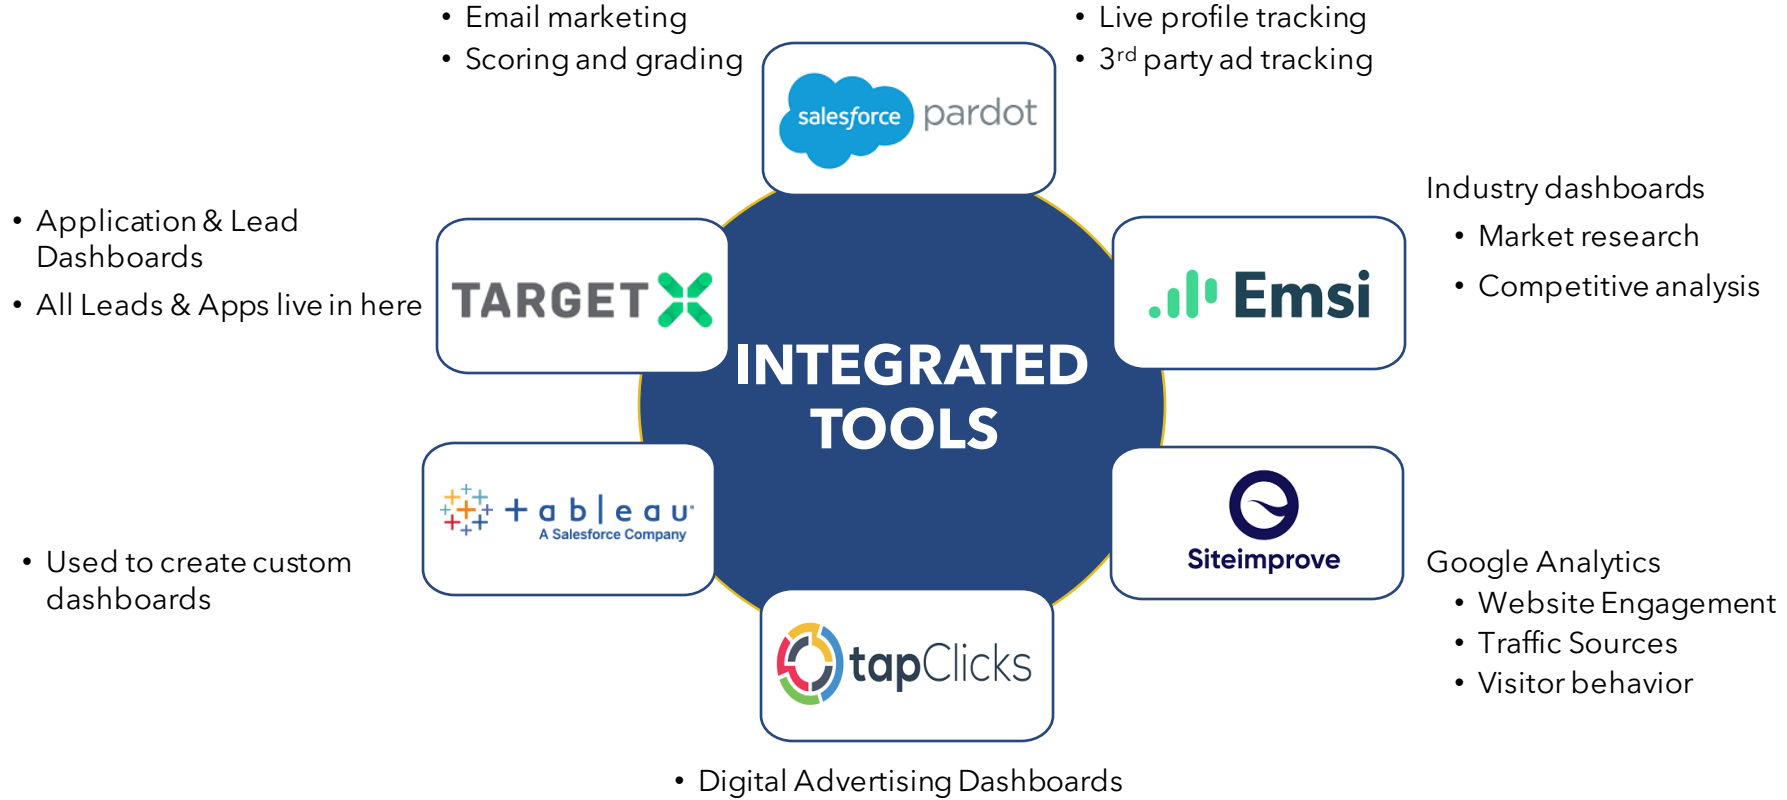 • Email marketing
• Scoring and grading
• Live profile tracking
• 3rd party ad tracking
salesforce pardot
• Application & Lead
Dashboards
• All Leads & Apps live in here
TARGETX
Industry dashboards
• Market research
• Competitive analysis
Emsi
INTEGRATED
TOOLS
+ableau
A Salesforce Company
• Used to create custom
dashboards
Siteimprove
Google Analytics
• Website Engagement
• Traffic Sources
• Visitor behavior
tapClicks
• Digital Advertising Dashboards